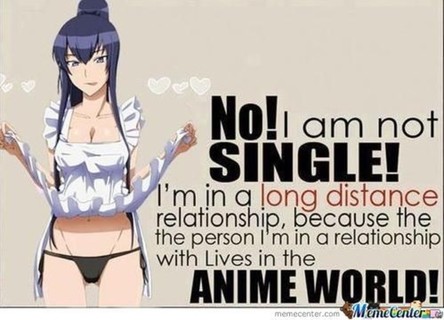 No! I am not
SINGLE!
I'm in a long distance
relationship, because the
the person I'm in a relationship
with Lives in the
ANIME WORLD!
memecenter.com MemeCenter